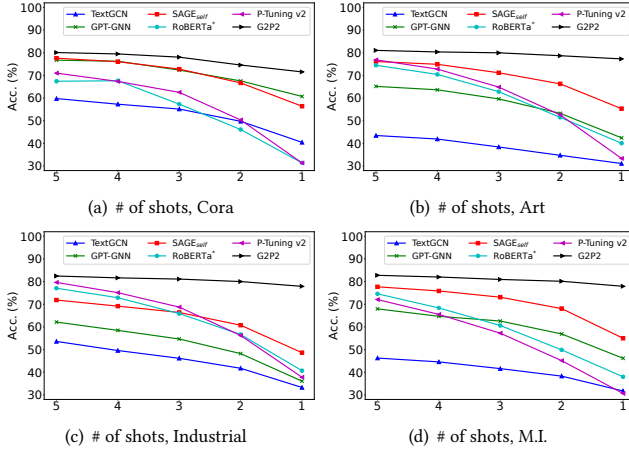 TextGCN SAGEself P-Tuning v2
GPT-GNN RoBERTa* G2P2
Acc. (%)
100
90
80
70
60
50
40
30
5 4 3 2 1
(a) # of shots, Cora
TextGCN SAGEself P-Tuning v2
GPT-GNN RoBERTa* G2P2
Acc. (%)
100
90
80
70
60
50
40
30
5 4 3 2 1
(b) # of shots, Art
TextGCN SAGEself P-Tuning v2
GPT-GNN RoBERTa* G2P2
Acc. (%)
100
90
80
70
60
50
40
30
5 4 3 2 1
(c) # of shots, Industrial
TextGCN SAGEself P-Tuning v2
GPT-GNN RoBERTa* G2P2
Acc. (%)
100
90
80
70
60
50
40
30
5 4 3 2 1
(d) # of shots, M.I.